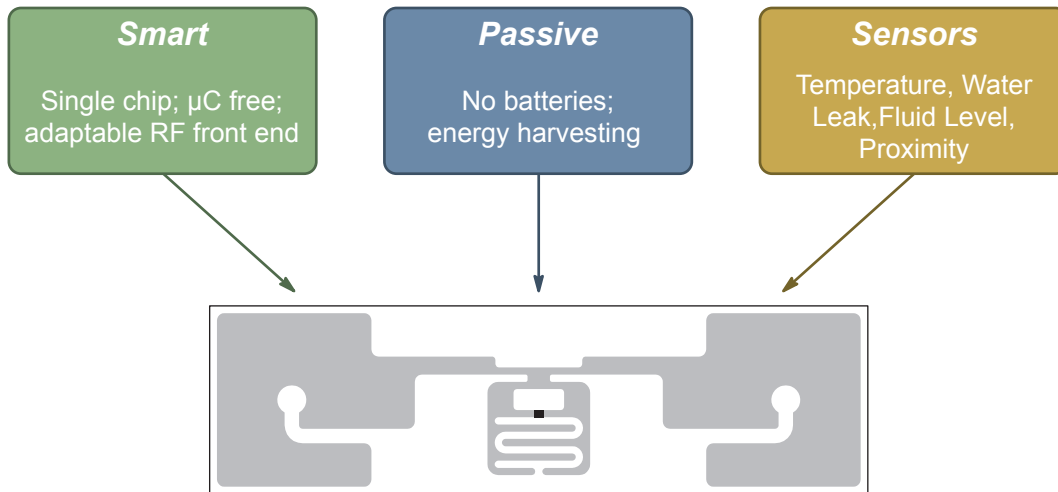 Smart
Single chip; µC free;
adaptable RF front end
Passive
No batteries;
energy harvesting
Sensors
Temperature, Water
Leak,Fluid Level,
Proximity